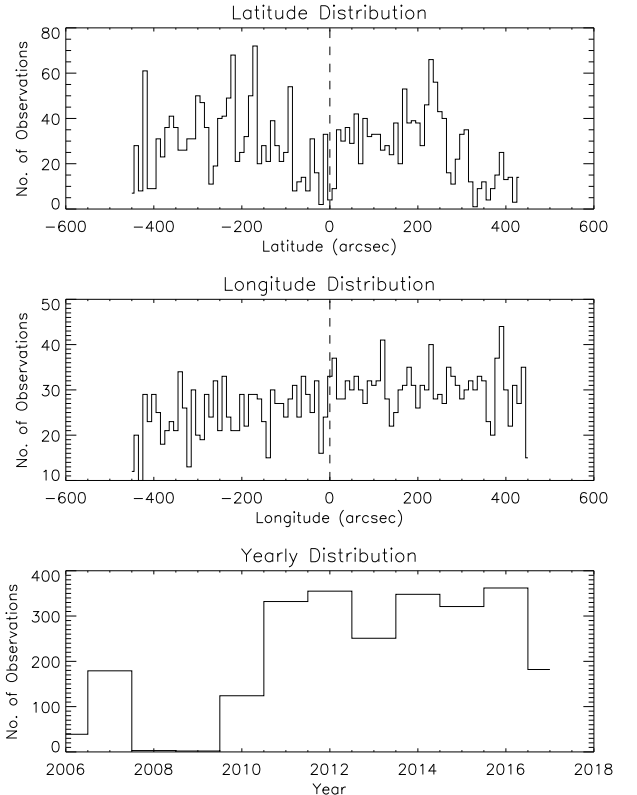 Latitude Distribution
80
60
40
20
0
No. of Observations
−600 −400 −200 0 200 400 600
Latitude (arcsec)
Longitude Distribution
50
40
30
20
10
No. of Observations
−600 −400 −200 0 200 400 600
Longitude (arcsec)
Yearly Distribution
400
300
200
100
0
No. of Observations
2006 2008 2010 2012 2014 2016 2018
Year